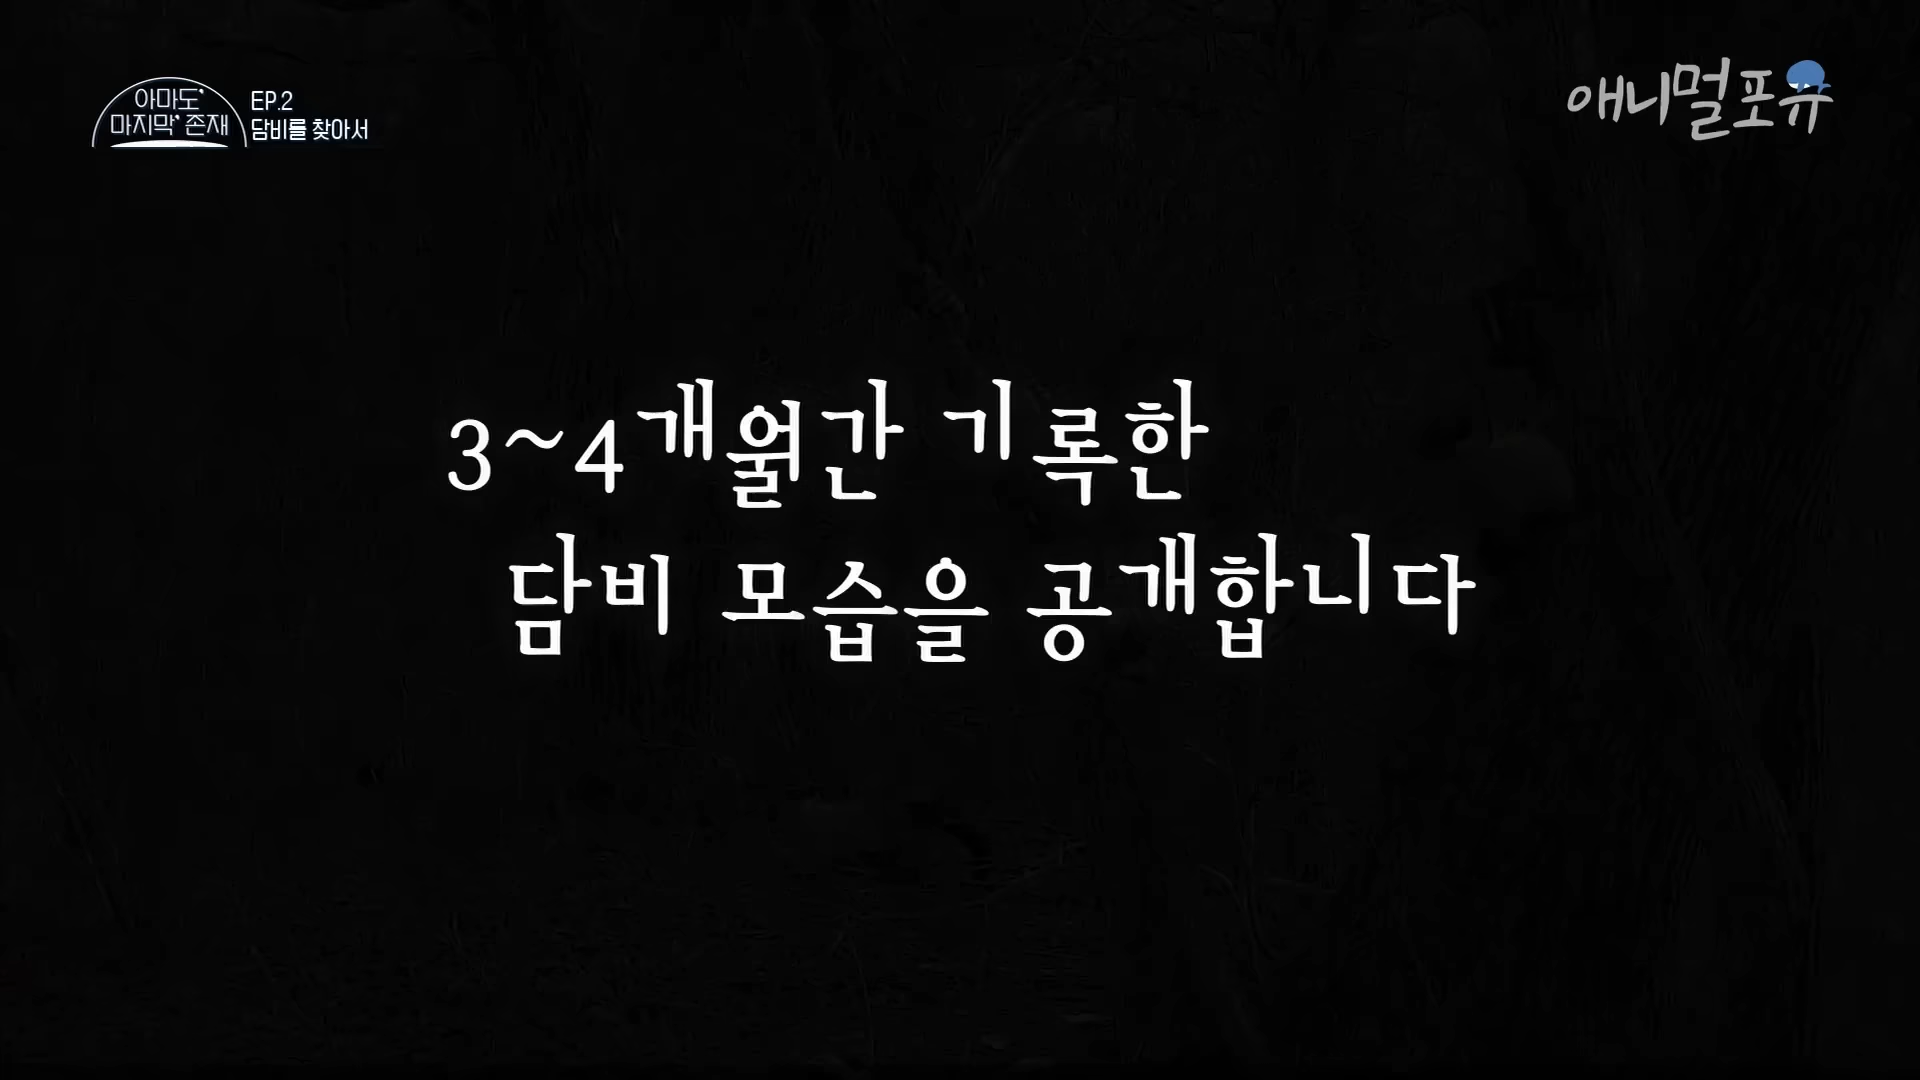 아마도
마지막 존재
EP.2
담비를 찾아서
애니멀포유
3~4개월간 기록한
담비 모습을 공개합니다